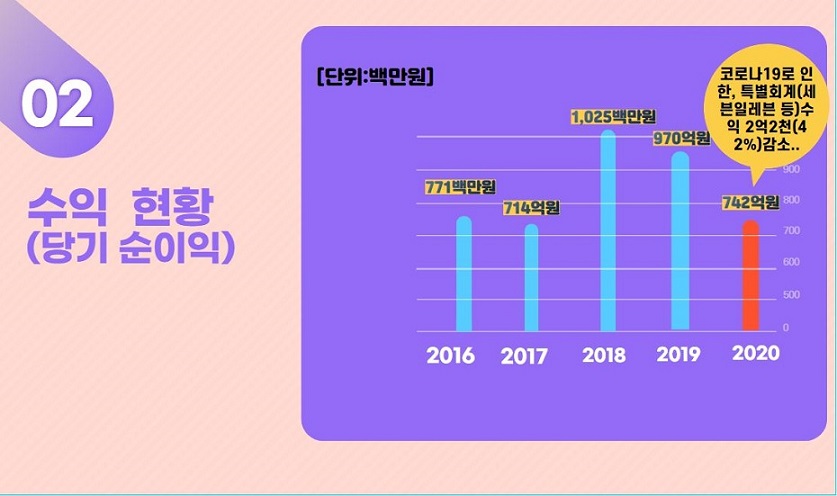 02
수익 현황
(당기 순이익)
[단위:백만원]
코로나19로 인
한, 특별회계(세
븐일레븐 등)수
익 2억2천(4
2%)감소..
1,025백만원
970억원
771백만원
714억원
742억원
900
800
700
600
500
0
2016 2017 2018 2019 2020